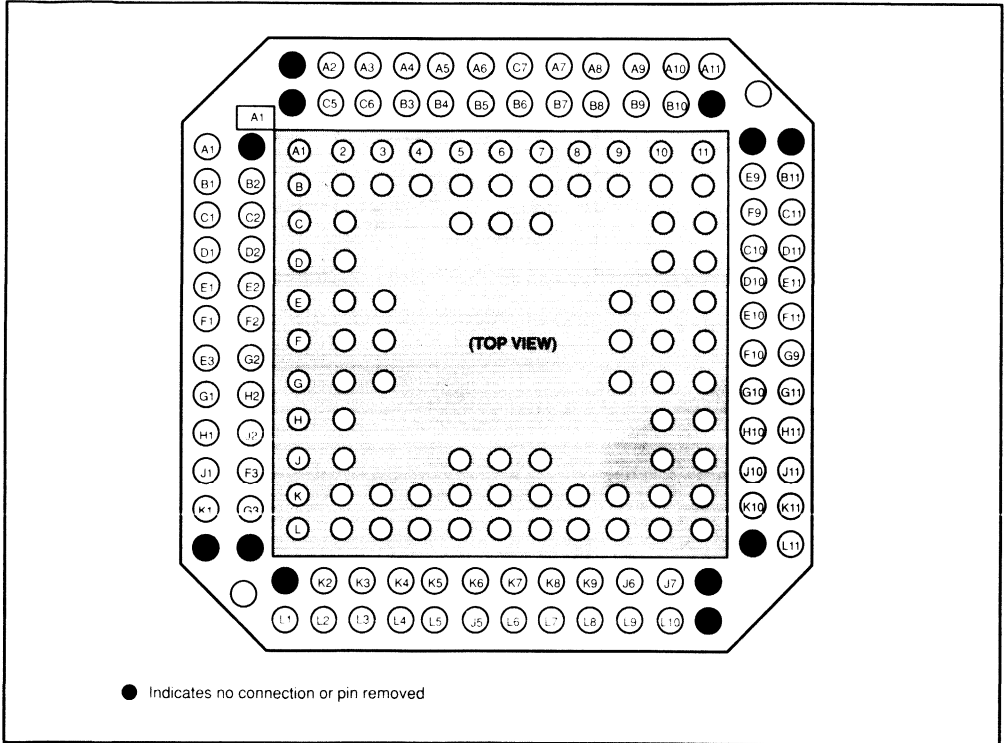 A2 A3 A4 A5 A6 C7 A7 A8 A9 A10 A11
C5 C6 B3 B4 B5 B6 B7 B8 B9 B10
A1
A1 A1 2 3 4 5 6 7 8 9 10 11
B1 B2 B E9 B11
C1 C2 C F9 C11
D1 D2 D C10 D11
E1 E2 E D10 E11
F1 F2 F E10 F11
(TOP VIEW)
E3 G2 G F10 G9
G1 H2 H G10 G11
H1 J2 J H10 H11
J1 F3 K J10 J11
K1 G3 L K10 K11
L11
K2 K3 K4 K5 K6 K7 K8 K9 J6 J7
L1 L2 L3 L4 L5 J5 L6 L7 L8 L9 L10
Indicates no connection or pin removed